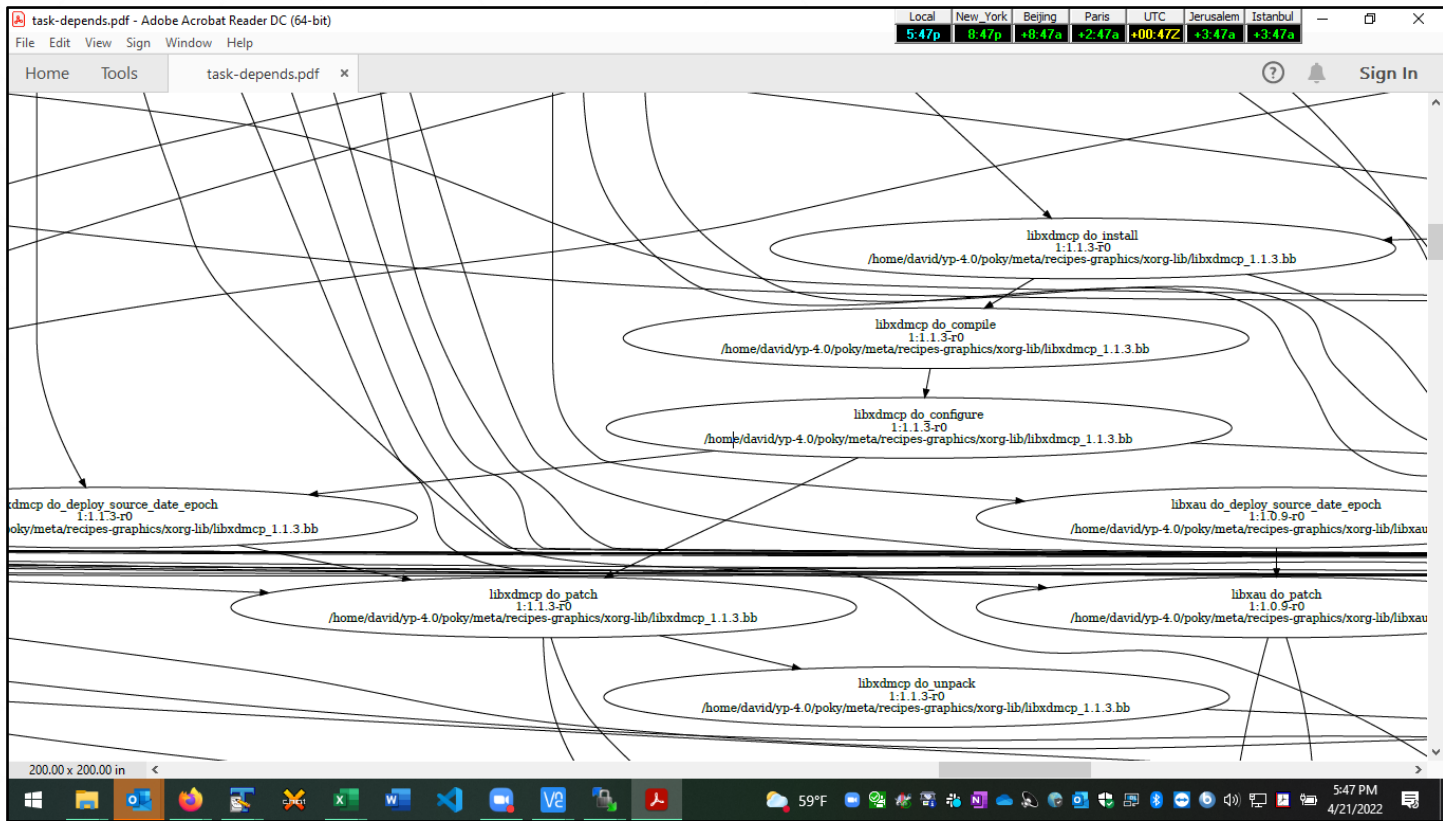 task-depends.pdf - Adobe Acrobat Reader DC (64-bit)
Local New_York Beijing Paris UTC Jerusalem Istanbul
5:47p 8:47p +8:47a +2:47a +00:47Z +3:47a +3:47a
File Edit View Sign Window Help
Home Tools task-depends.pdf × ? Sign In
libxdmcp do_install
1:1.1.3-r0
/home/david/yp-4.0/poky/meta/recipes-graphics/xorg-lib/libxdmcp_1.1.3.bb
libxdmcp do_compile
1:1.1.3-r0
/home/david/yp-4.0/poky/meta/recipes-graphics/xorg-lib/libxdmcp_1.1.3.bb
libxdmcp do_configure
1:1.1.3-r0
/home/david/yp-4.0/poky/meta/recipes-graphics/xorg-lib/libxdmcp_1.1.3.bb
xdmcp do_deploy_source_date_epoch
1:1.1.3-r0
poky/meta/recipes-graphics/xorg-lib/libxdmcp_1.1.3.bb
libxau do_deploy_source_date_epoch
1:1.0.9-r0
/home/david/yp-4.0/poky/meta/recipes-graphics/xorg-lib/libxau
libxdmcp do_patch
1:1.1.3-r0
/home/david/yp-4.0/poky/meta/recipes-graphics/xorg-lib/libxdmcp_1.1.3.bb
libxau do_patch
1:1.0.9-r0
/home/david/yp-4.0/poky/meta/recipes-graphics/xorg-lib/libxau
libxdmcp do_unpack
1:1.1.3-r0
/home/david/yp-4.0/poky/meta/recipes-graphics/xorg-lib/libxdmcp_1.1.3.bb
200.00 x 200.00 in
59°F
5:47 PM
4/21/2022